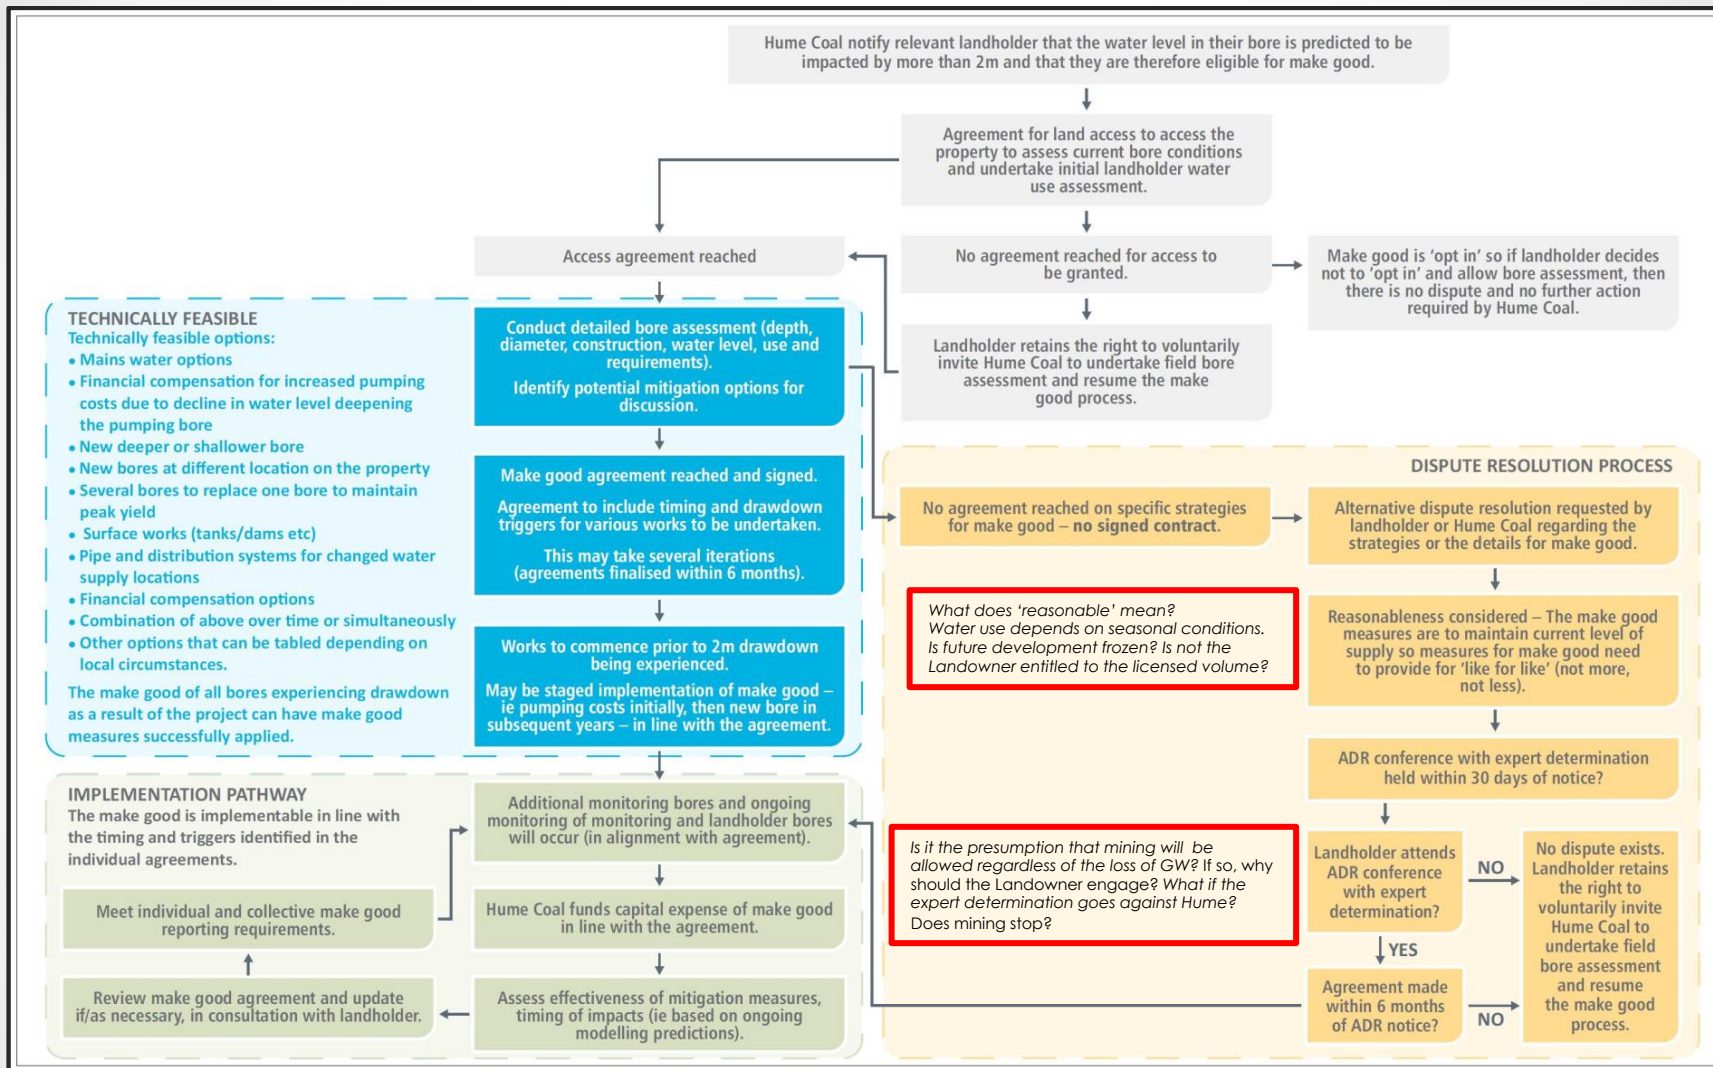 Hume Coal notify relevant landholder that the water level in their bore is predicted to be
impacted by more than 2m and that they are therefore eligible for make good.
Agreement for land access to access the
property to assess current bore conditions
and undertake initial landholder water
use assessment.
Access agreement reached
No agreement reached for access to
be granted.
Make good is ‘opt in’ so if landholder decides
not to ‘opt in’ and allow bore assessment, then
there is no dispute and no further action
required by Hume Coal.
Landholder retains the right to voluntarily
invite Hume Coal to undertake field bore
assessment and resume the make
good process.
TECHNICALLY FEASIBLE
Technically feasible options:
• Mains water options
• Financial compensation for increased pumping
costs due to decline in water level deepening
the pumping bore
• New deeper or shallower bore
• New bores at different location on the property
• Several bores to replace one bore to maintain
peak yield
• Surface works (tanks/dams etc)
• Pipe and distribution systems for changed water
supply locations
• Financial compensation options
• Combination of above over time or simultaneously
• Other options that can be tabled depending on
local circumstances.
The make good of all bores experiencing drawdown
as a result of the project can have make good
measures successfully applied.
Conduct detailed bore assessment (depth,
diameter, construction, water level, use and
requirements).
Identify potential mitigation options for
discussion.
Make good agreement reached and signed.
Agreement to include timing and drawdown
triggers for various works to be undertaken.
This may take several iterations
(agreements finalised within 6 months).
Works to commence prior to 2m drawdown
being experienced.
May be staged implementation of make good –
ie pumping costs initially, then new bore in
subsequent years – in line with the agreement.
DISPUTE RESOLUTION PROCESS
No agreement reached on specific strategies
for make good – no signed contract.
Alternative dispute resolution requested by
landholder or Hume Coal regarding the
strategies or the details for make good.
What does ‘reasonable’ mean?
Water use depends on seasonal conditions.
Is future development frozen? Is not the
Landowner entitled to the licensed volume?
Reasonableness considered – The make good
measures are to maintain current level of
supply so measures for make good need
to provide for ‘like for like’ (not more,
not less).
ADR conference with expert determination
held within 30 days of notice?
Is it the presumption that mining will be
allowed regardless of the loss of GW? If so, why
should the Landowner engage? What if the
expert determination goes against Hume?
Does mining stop?
Landholder attends
ADR conference
with expert
determination?
NO
YES
Agreement made
within 6 months
of ADR notice?
NO
No dispute exists.
Landholder retains
the right to
voluntarily invite
Hume Coal to
undertake field
bore assessment
and resume
the make good
process.
IMPLEMENTATION PATHWAY
The make good is implementable in line with
the timing and triggers identified in the
individual agreements.
Additional monitoring bores and ongoing
monitoring of monitoring and landholder bores
will occur (in alignment with agreement).
Hume Coal funds capital expense of make good
in line with the agreement.
Assess effectiveness of mitigation measures,
timing of impacts (ie based on ongoing
modelling predictions).
Review make good agreement and update
if/as necessary, in consultation with landholder.
Meet individual and collective make good
reporting requirements.